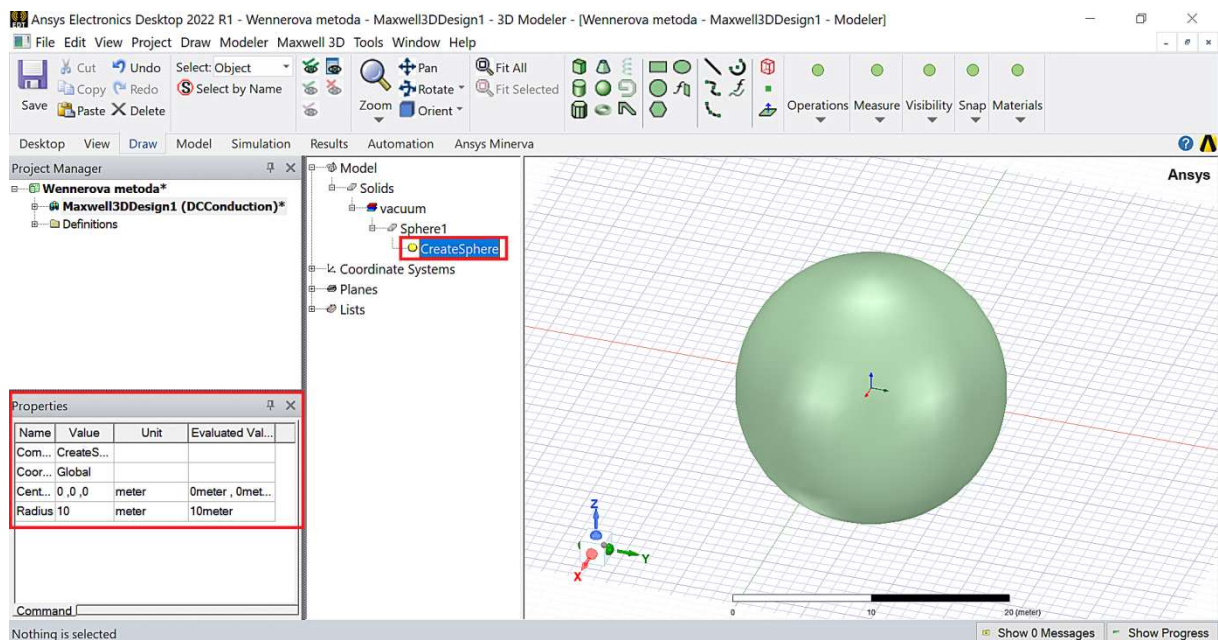 Ansys Electronics Desktop 2022 R1 - Wennerova metoda - Maxwell3DDesign1 - 3D Modeler - [Wennerova metoda - Maxwell3DDesign1 - Modeler]
File Edit View Project Draw Modeler Maxwell 3D Tools Window Help
Save
Cut
Copy
Paste
Undo
Redo
Delete
Select: Object
Select by Name
Zoom
Pan
Rotate
Orient
Fit All
Fit Selected
Operations Measure Visibility Snap Materials
Desktop View Draw Model Simulation Results Automation Ansys Minerva
Project Manager
Wennerova metoda*
Maxwell3DDesign1 (DCConduction)*
Definitions
Model
Solids
vacuum
Sphere1
CreateSphere
Coordinate Systems
Planes
Lists
Properties
Name Value Unit Evaluated Val...
Com... CreateS...
Coor... Global
Cent... 0 ,0 ,0 meter 0meter , 0met...
Radius 10 meter 10meter
Command
Ansys
Z
Y
X
0 10 20 (meter)
Nothing is selected
Show 0 Messages
Show Progress